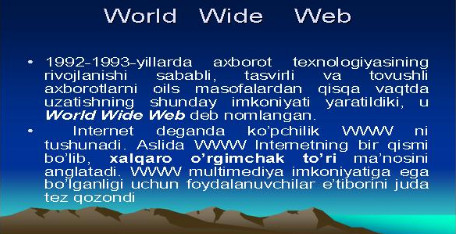 World Wide Web
• 1992-1993-yillarda axborot texnologiyasining
rivojlanishi sababli, tasvirli va tovushli
axborotlarni oils masofalardan qisqa vaqtda
uzatishning shunday imkoniyati yaratildiki, u
World Wide Web deb nomlangan.
• Internet deganda ko'pchilik WWW ni
tushunadi. Aslida WWW Internetning bir qismi
bo'lib, xalqaro o'rgimchak to'ri ma'nosini
anglatadi. WWW multimediya imkoniyatiga ega
bo'lganligi uchun foydalanuvchilar e'tiborini juda
tez qozondi